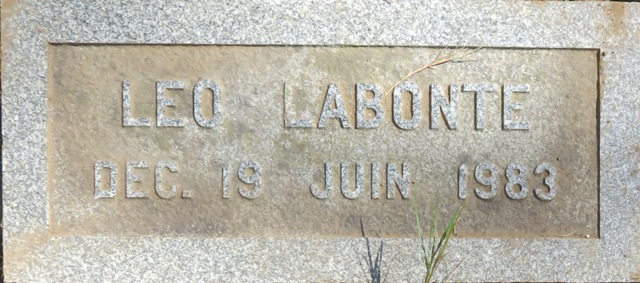 LEO LABONTE
DEC. 19 JUIN 1983